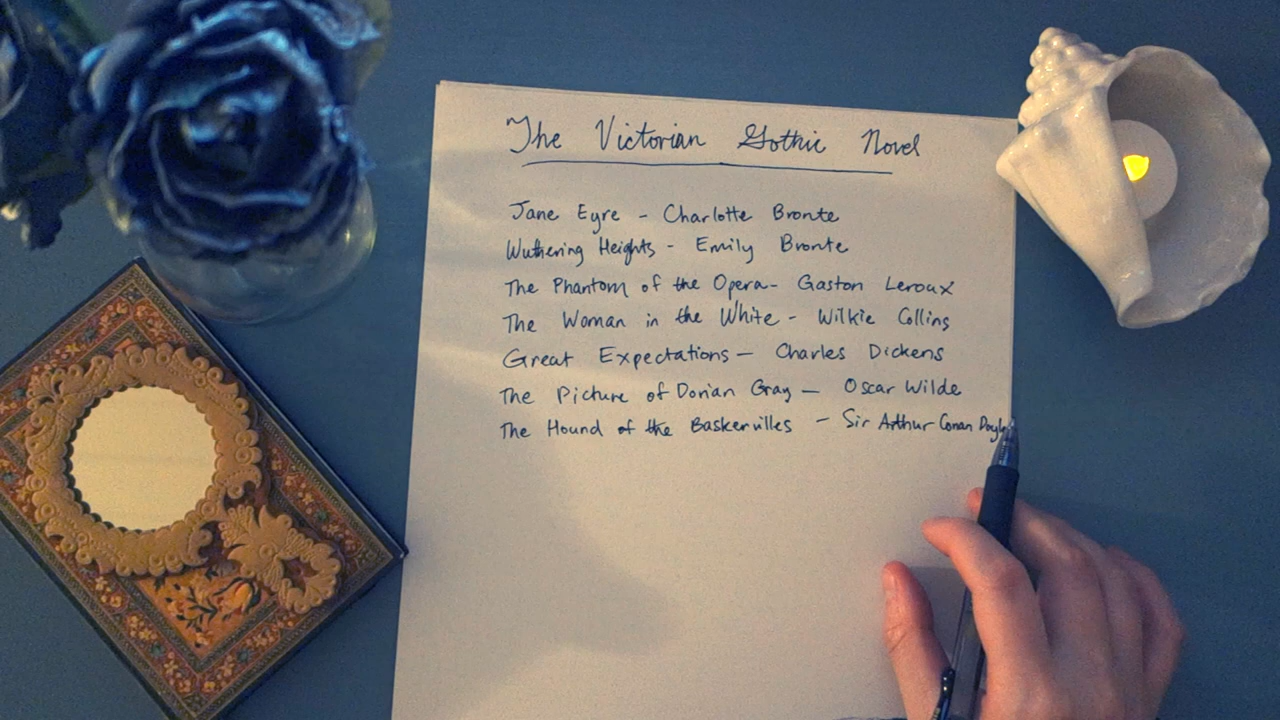 The Victorian Gothic Novel
Jane Eyre - Charlotte Bronte
Wuthering Heights - Emily Bronte
The Phantom of the Opera - Gaston Leroux
The Woman in the White - Wilkie Collins
Great Expectations - Charles Dickens
The Picture of Dorian Gray - Oscar Wilde
The Hound of the Baskervilles - Sir Arthur Conan Doyle